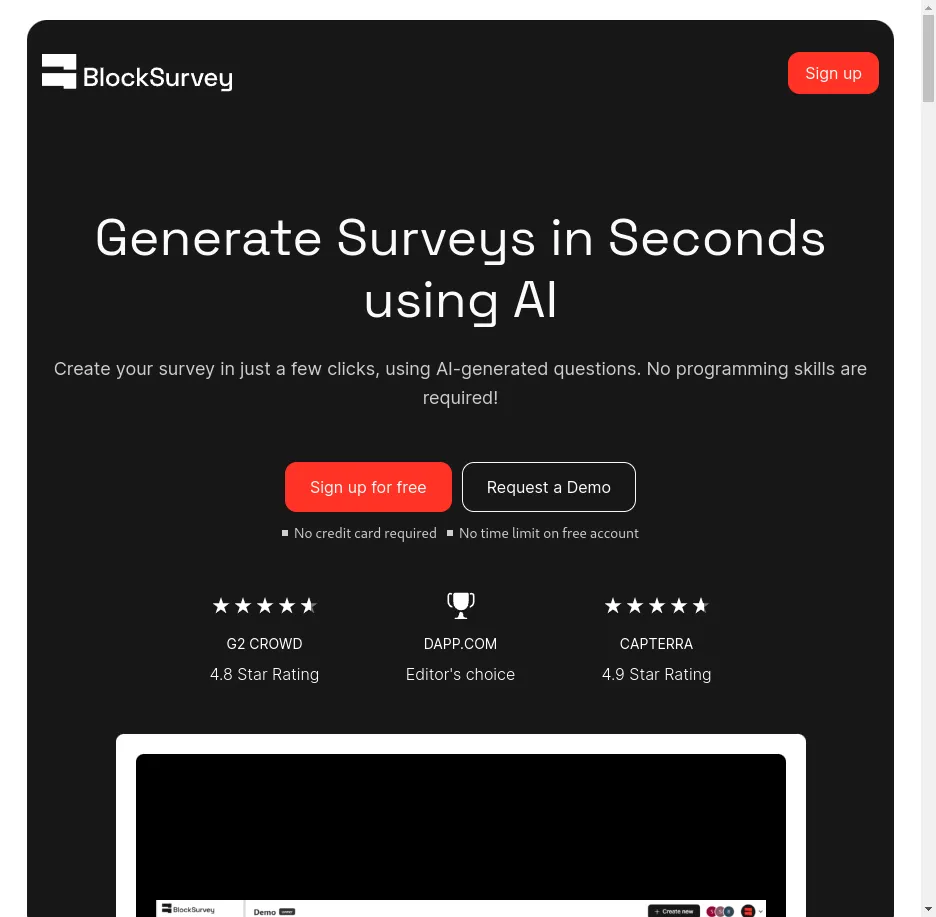 BlockSurvey
Sign up
Generate Surveys in Seconds
using AI
Create your survey in just a few clicks, using AI-generated questions. No programming skills are
required!
Sign up for free
Request a Demo
No credit card required
No time limit on free account
G2 CROWD
4.8 Star Rating
DAPP.COM
Editor's choice
CAPTERRA
4.9 Star Rating
BlockSurvey
Demo
+ Create new